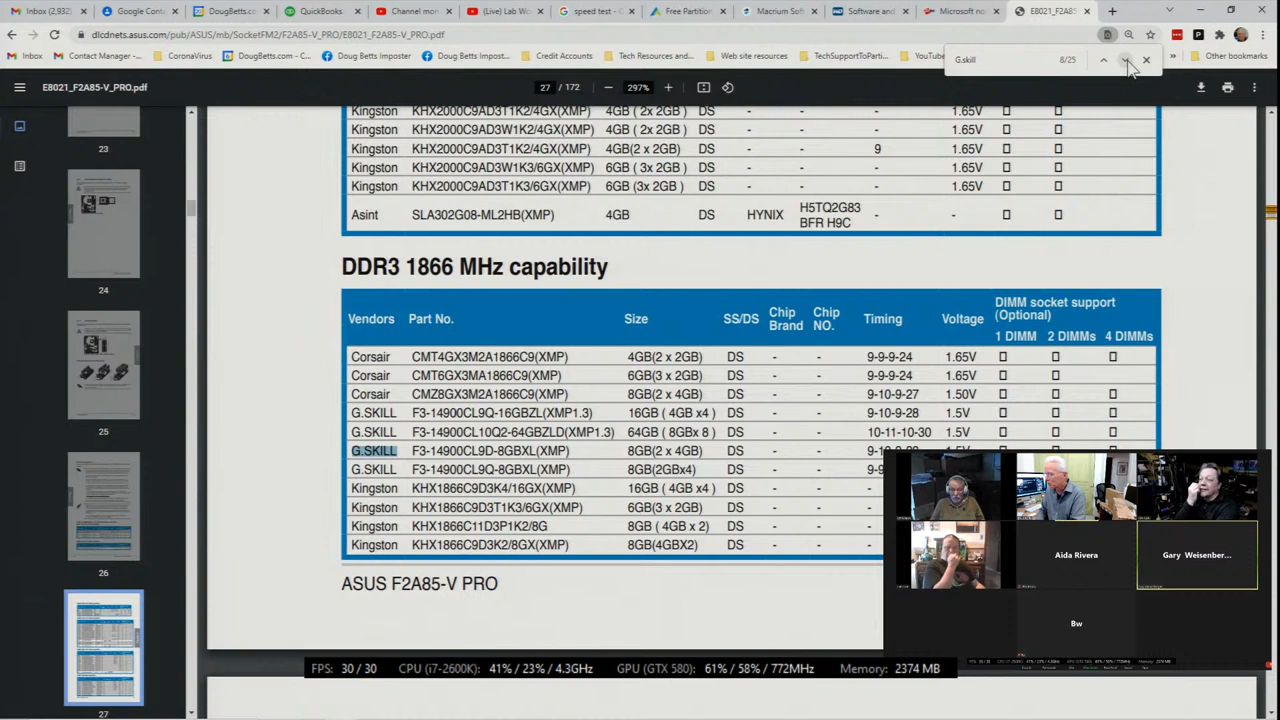 Inbox (2,937)
Google Cont
DougBetts.c
QuickBooks
Channel mor
(Live) Lab Wo
speed test -
Free Partition
Macrium Soft
Software and
Microsoft no
E8021_F2A85
dlcdnets.asus.com/pub/ASUS/mb/SocketFM2/F2A85-V_PRO/E8021_F2A85-V_PRO.pdf
Inbox
Contact Manager -...
CoronaVirus
DougBetts.com - C...
Doug Betts Imposter
Doug Betts Impost...
Credit Accounts
Tech Resources and...
Web site resources
TechSupportToParti...
YouTu
»
Other bookmarks
G.skill 8/25
E8021_F2A85-V_PRO.pdf
27 / 172
297%
23
24
25
26
27
Kingston KHX2000C9AD3T1K2/4GX(XMP) 4GB ( 2x 2GB ) DS - - - 1.65V
Kingston KHX2000C9AD3W1K2/4GX(XMP) 4GB ( 2x 2GB ) DS - - - 1.65V
Kingston KHX2000C9AD3T1K2/4GX(XMP) 4GB(2 x 2GB) DS - - 9 1.65V
Kingston KHX2000C9AD3W1K3/6GX(XMP) 6GB ( 3x 2GB ) DS - - - 1.65V
Kingston KHX2000C9AD3T1K3/6GX(XMP) 6GB (3x 2GB ) DS - - - 1.65V
Asint SLA302G08-ML2HB(XMP) 4GB DS HYNIX H5TQ2G83 BFR H9C - -
DDR3 1866 MHz capability
Vendors Part No. Size SS/DS Chip Brand Chip NO. Timing Voltage DIMM socket support (Optional)
1 DIMM 2 DIMMs 4 DIMMs
Corsair CMT4GX3M2A1866C9(XMP) 4GB(2 x 2GB) DS - - 9-9-9-24 1.65V
Corsair CMT6GX3MA1866C9(XMP) 6GB(3 x 2GB) DS - - 9-9-9-24 1.65V
Corsair CMZ8GX3M2A1866C9(XMP) 8GB(2 x 4GB) DS - - 9-10-9-27 1.50V
G.SKILL F3-14900CL9Q-16GBZL(XMP1.3) 16GB ( 4GB x4 ) DS - - 9-10-9-28 1.5V
G.SKILL F3-14900CL10Q2-64GBZLD(XMP1.3) 64GB ( 8GBx 8 ) DS - - 10-11-10-30 1.5V
G.SKILL F3-14900CL9D-8GBXL(XMP) 8GB(2 x 4GB) DS - -
G.SKILL F3-14900CL9Q-8GBXL(XMP) 8GB(2GBx4) DS - -
Kingston KHX1866C9D3K4/16GX(XMP) 16GB ( 4GB x4 ) DS - - -
Kingston KHX1866C9D3T1K3/6GX(XMP) 6GB(3 x 2GB) DS - - -
Kingston KHX1866C11D3P1K2/8G 8GB ( 4GB x 2) DS - - -
Kingston KHX1866C9D3K2/8GX(XMP) 8GB(4GBX2) DS - - -
ASUS F2A85-V PRO
Aida Rivera
Gary Weisenber...
Bw
FPS: 30 / 30 CPU (i7-2600K): 41% / 23% / 4.3GHz GPU (GTX 580): 61% / 58% / 772MHz Memory: 2374 MB